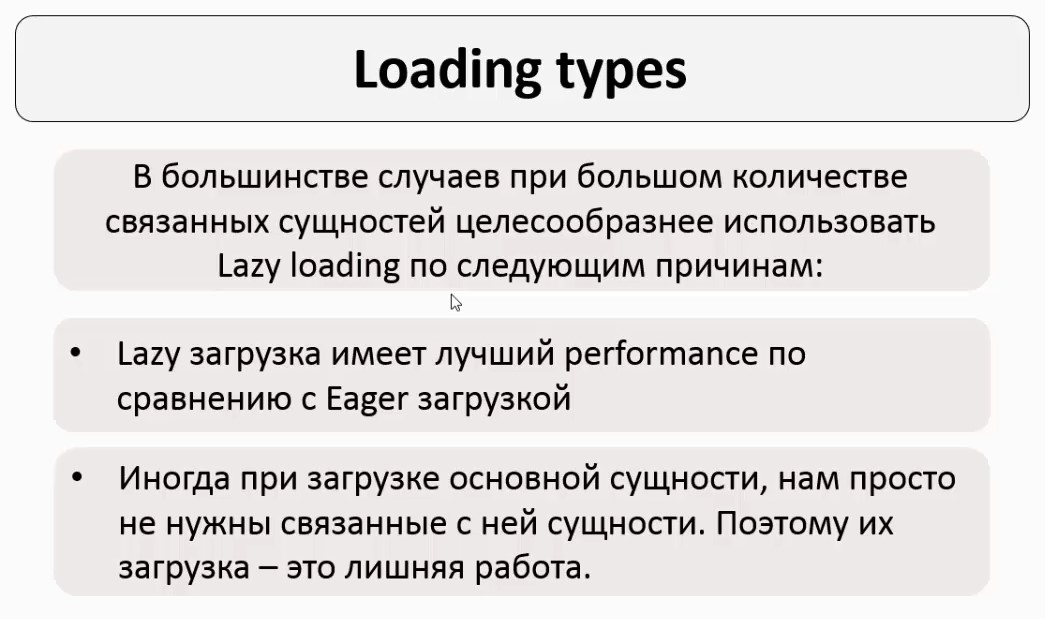 Loading types
В большинстве случаев при большом количестве
связанных сущностей целесообразнее использовать
Lazy loading по следующим причинам:
• Lazy загрузка имеет лучший performance по
сравнению с Eager загрузкой
• Иногда при загрузке основной сущности, нам просто
не нужны связанные с ней сущности. Поэтому их
загрузка – это лишняя работа.